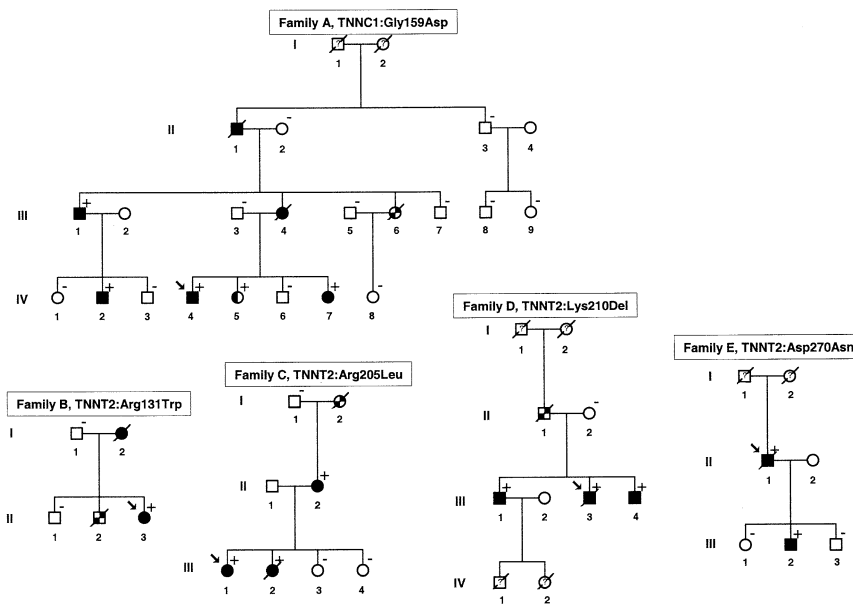 Family A, TNNC1:Gly159Asp
I
? ?
1 2
II
- -
1 2 3 4
III
+ - - - - -
1 2 3 4 5 6 7 8 9
IV
- + - + + - + -
1 2 3 4 5 6 7 8
Family B, TNNT2:Arg131Trp
I
-
1 2
II
- +
1 2 3
Family C, TNNT2:Arg205Leu
I
-
1 2
II
+
1 2
III
+ + - -
1 2 3 4
Family D, TNNT2:Lys210Del
I
? ?
1 2
II
-
1 2
III
+ + +
1 2 3 4
IV
? ?
1 2
Family E, TNNT2:Asp270Asn
I
? ?
1 2
II
+
1 2
III
- + -
1 2 3